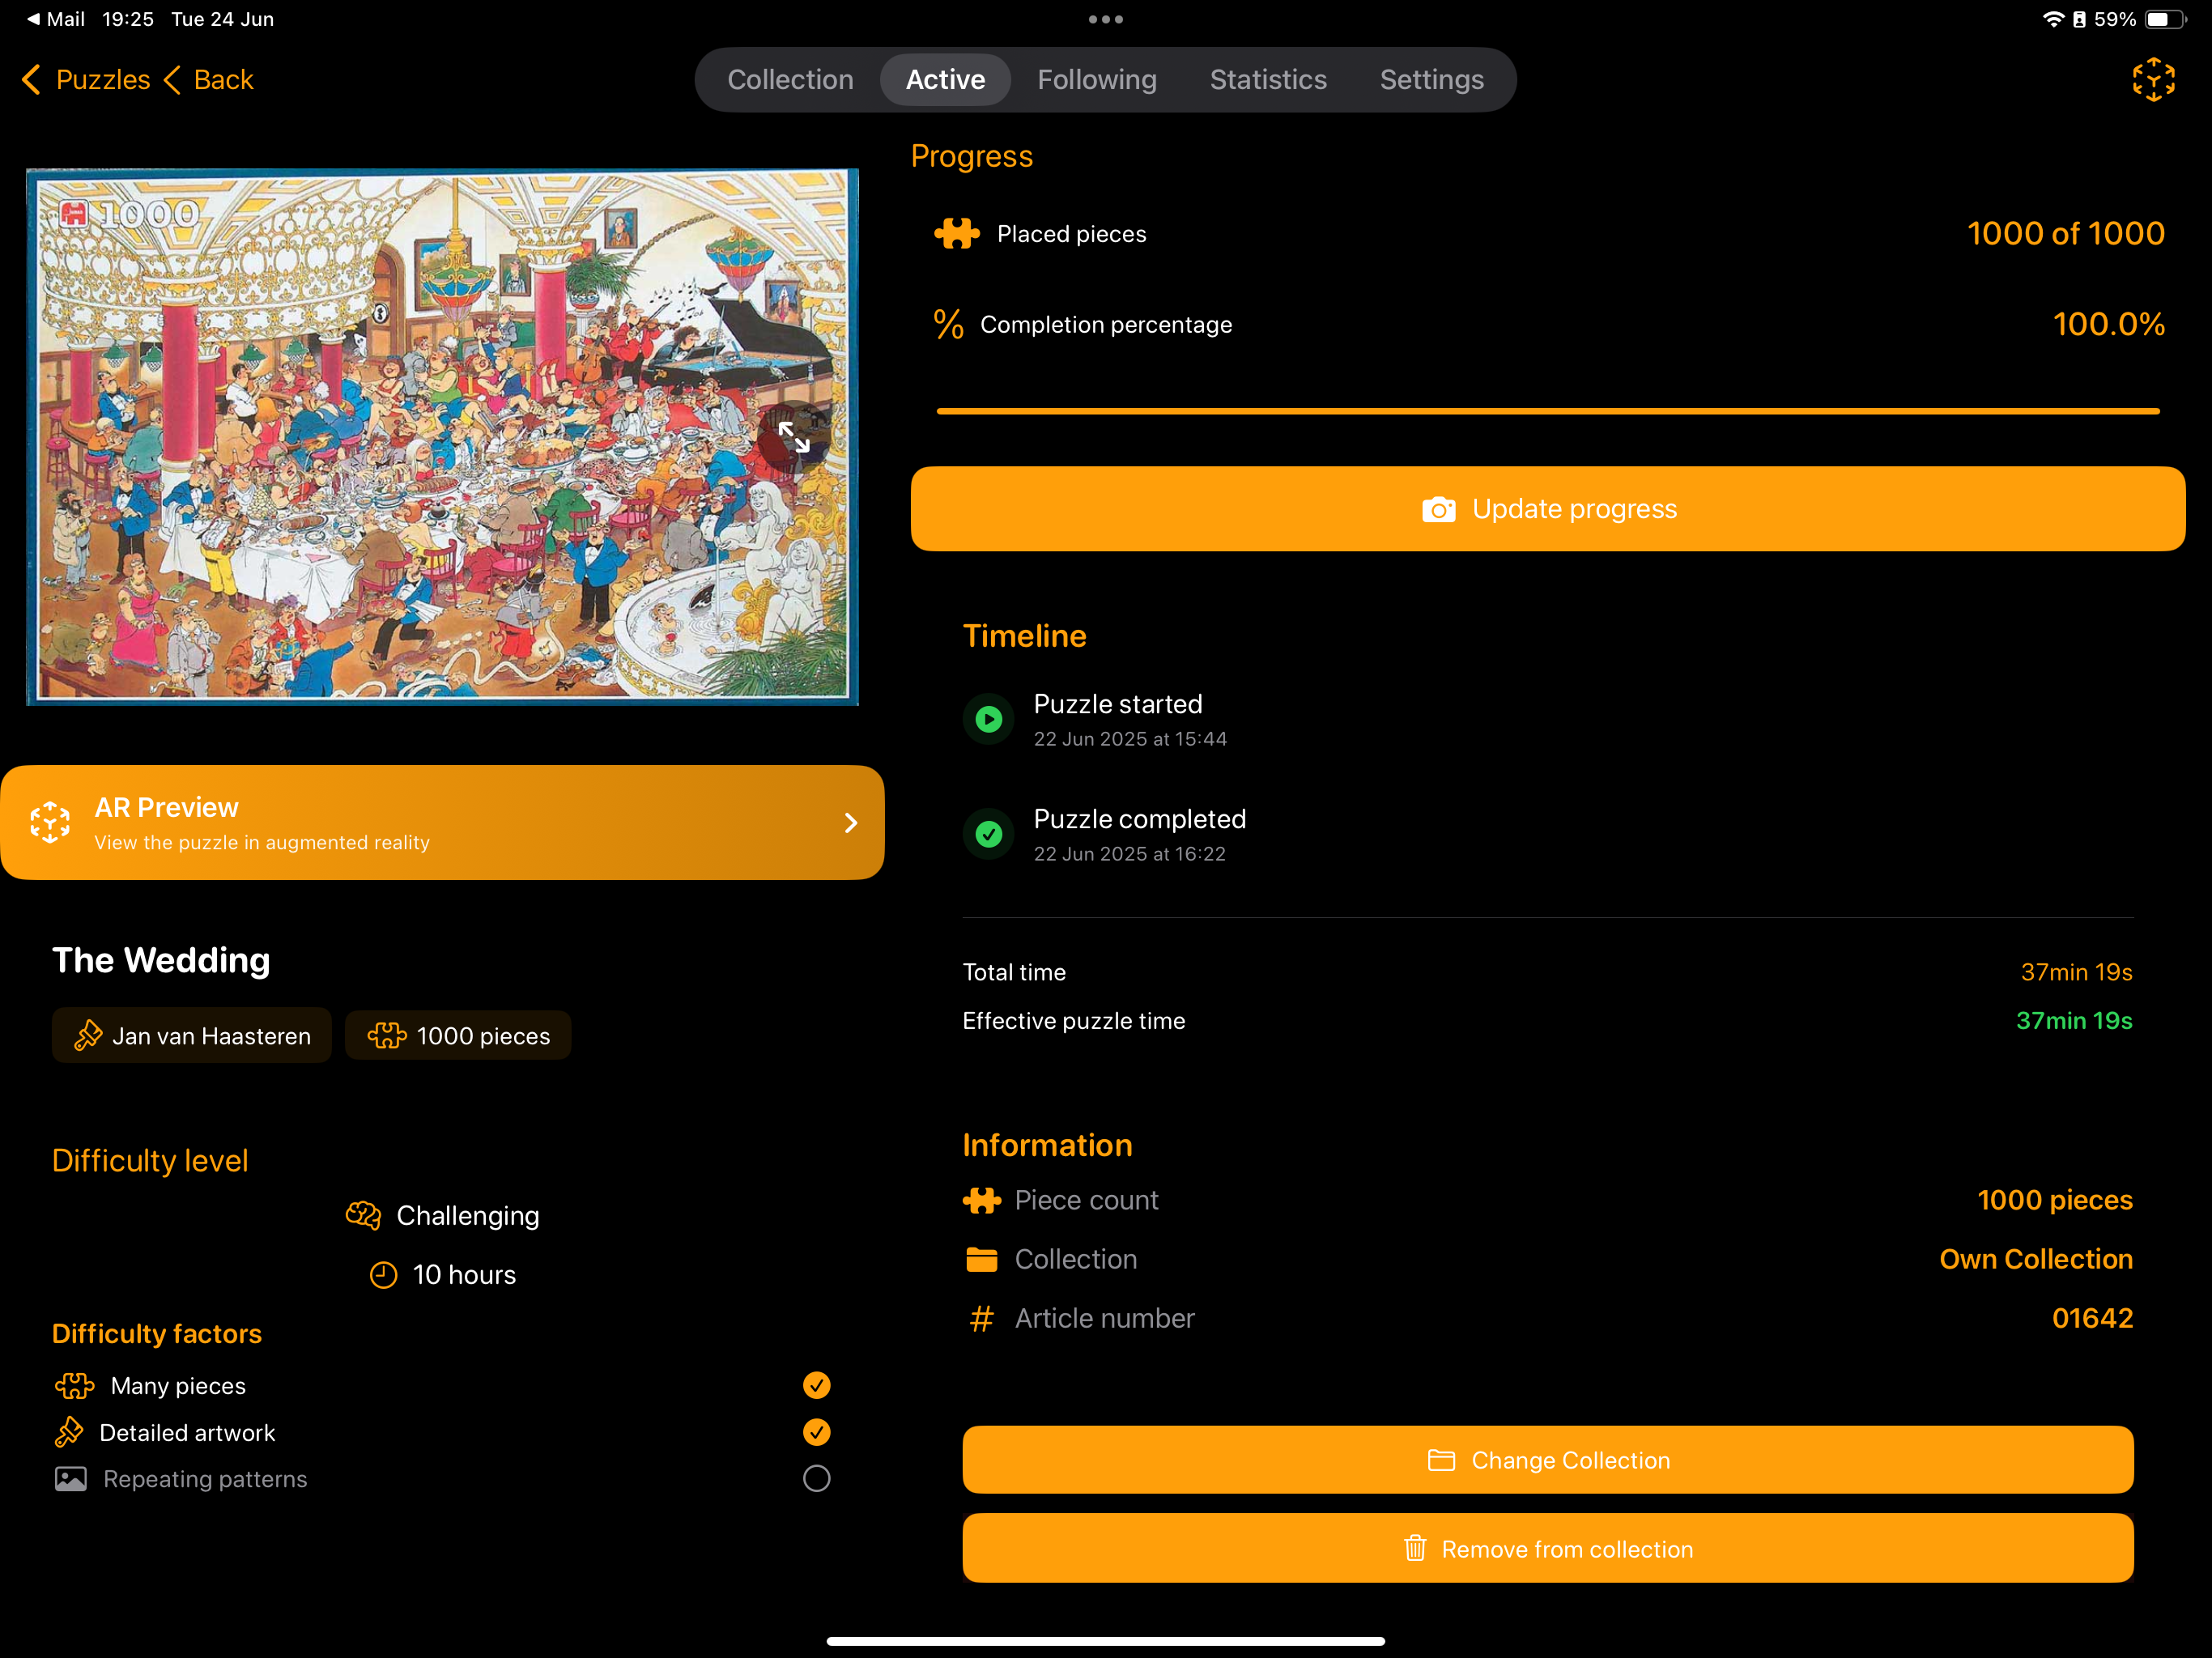 Mail 19:25 Tue 24 Jun
59%
Puzzles Back
Collection Active Following Statistics Settings
1000
AR Preview
View the puzzle in augmented reality
The Wedding
Jan van Haasteren
1000 pieces
Difficulty level
Challenging
10 hours
Difficulty factors
Many pieces
Detailed artwork
Repeating patterns
Progress
Placed pieces 1000 of 1000
% Completion percentage 100.0%
Update progress
Timeline
Puzzle started
22 Jun 2025 at 15:44
Puzzle completed
22 Jun 2025 at 16:22
Total time 37min 19s
Effective puzzle time 37min 19s
Information
Piece count 1000 pieces
Collection Own Collection
# Article number 01642
Change Collection
Remove from collection